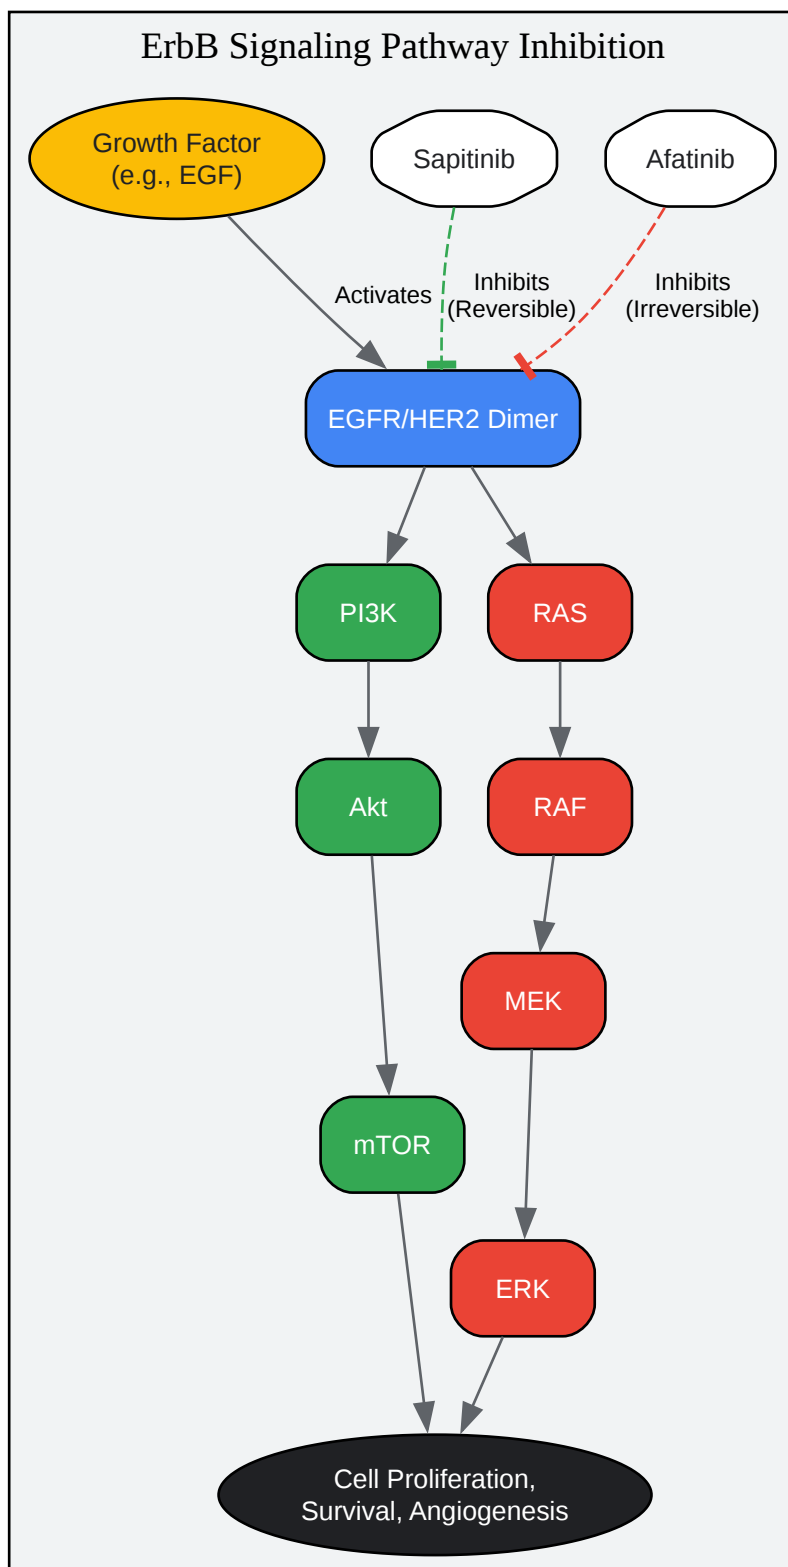 ErbB Signaling Pathway Inhibition
Growth Factor
(e.g., EGF)
Sapitinib
Afatinib
Activates
Inhibits
(Reversible)
Inhibits
(Irreversible)
EGFR/HER2 Dimer
PI3K
RAS
Akt
RAF
MEK
mTOR
ERK
Cell Proliferation,
Survival, Angiogenesis